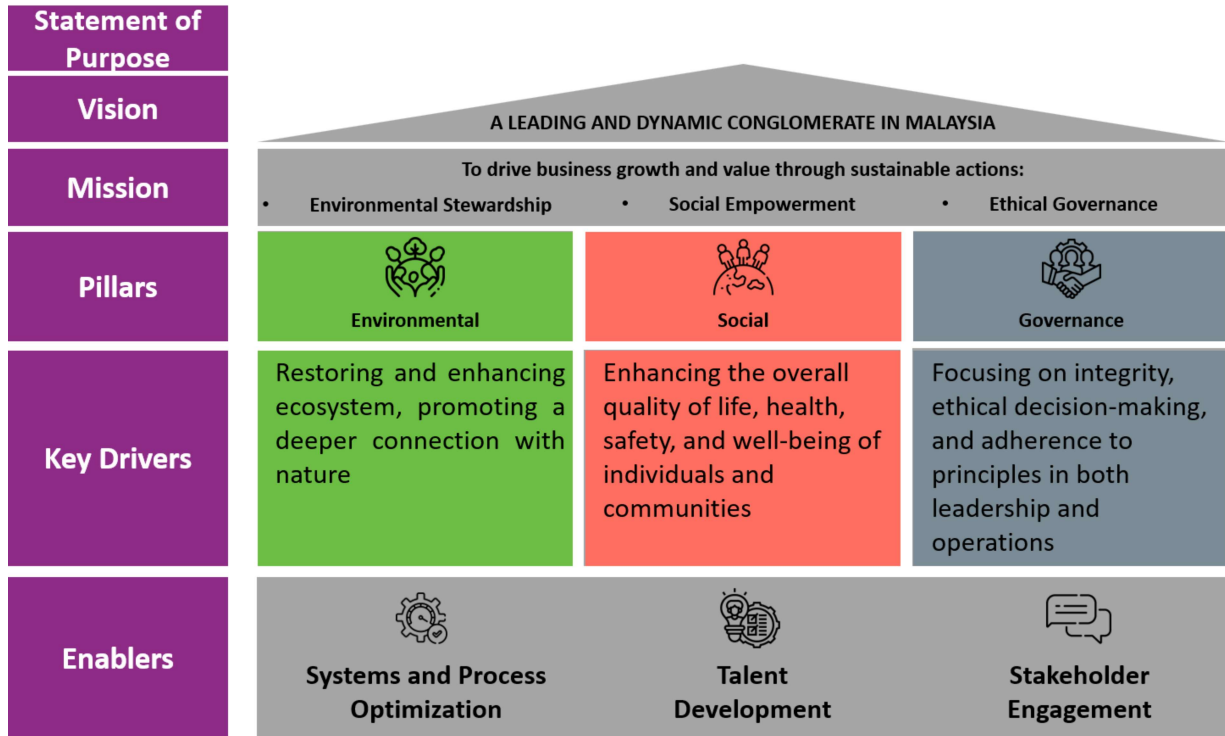 Statement of
Purpose
Vision
A LEADING AND DYNAMIC CONGLOMERATE IN MALAYSIA
Mission
To drive business growth and value through sustainable actions:
• Environmental Stewardship • Social Empowerment • Ethical Governance
Pillars
Environmental
Social
Governance
Key Drivers
Restoring and enhancing
ecosystem, promoting a
deeper connection with
nature
Enhancing the overall
quality of life, health,
safety, and well-being of
individuals and
communities
Focusing on integrity,
ethical decision-making,
and adherence to
principles in both
leadership and
operations
Enablers
Systems and Process
Optimization
Talent
Development
Stakeholder
Engagement